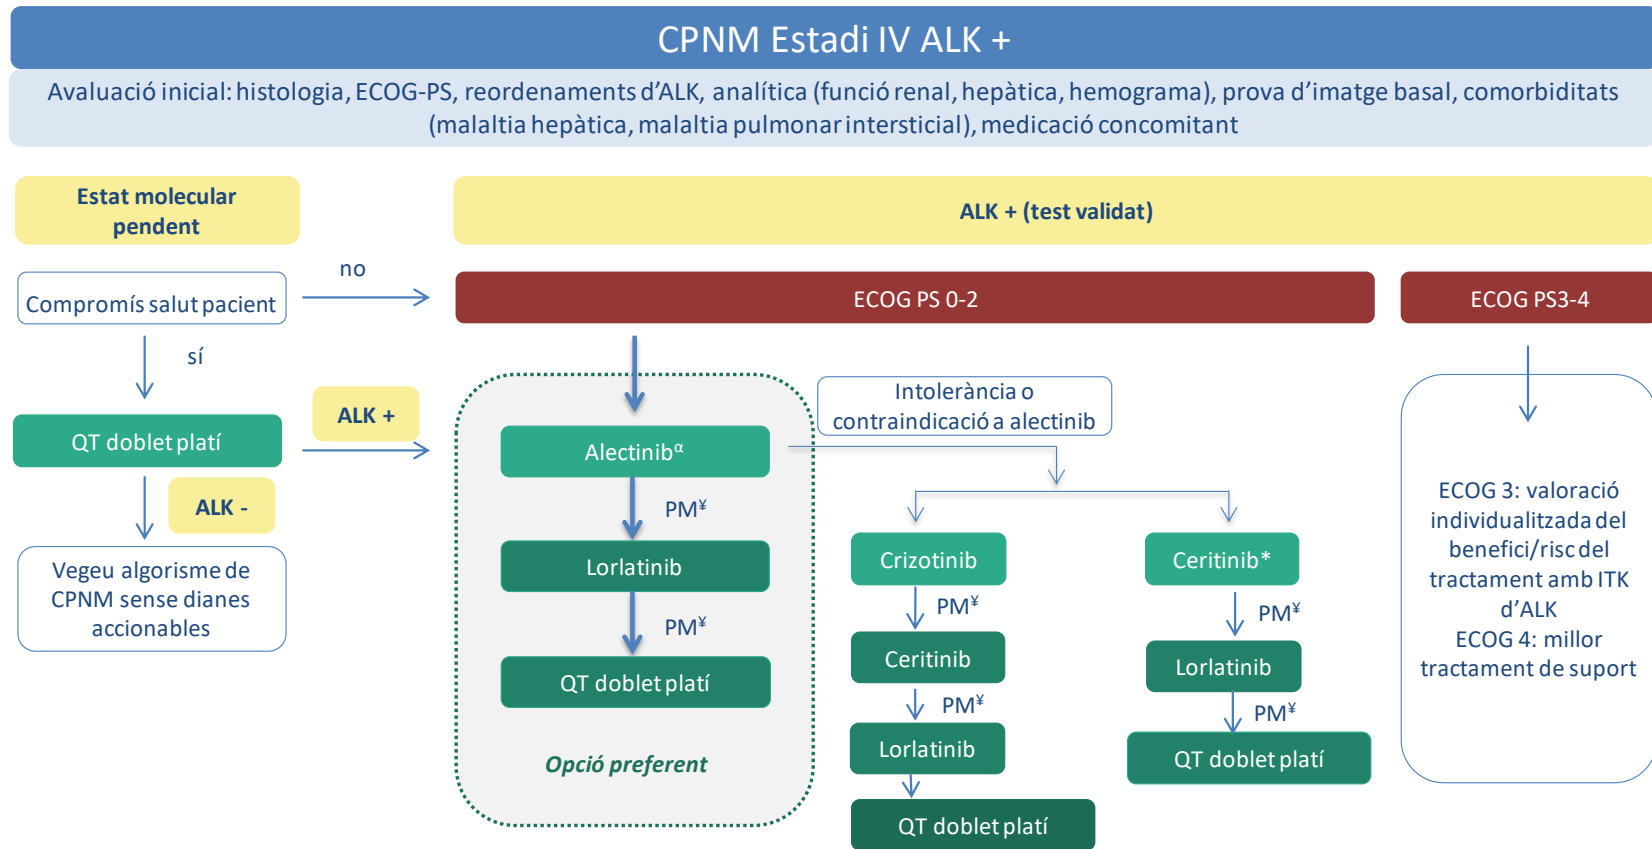 CPNM Estadi IV ALK +
Avaluació inicial: histologia, ECOG-PS, reordenaments d’ALK, analítica (funció renal, hepàtica, hemograma), prova d’imatge basal, comorbiditats
(malaltia hepàtica, malaltia pulmonar intersticial), medicació concomitant
Estat molecular
pendent
ALK + (test validat)
Compromís salut pacient
no
ECOG PS 0-2
ECOG PS3-4
sí
QT doblet platí
ALK +
ALK -
Vegeu algorisme de
CPNM sense dianes
accionables
Alectinibᵅ
PM¥
Lorlatinib
PM¥
QT doblet platí
Opció preferent
Intolerància o
contraindicació a alectinib
Crizotinib
PM¥
Ceritinib
PM¥
Lorlatinib
QT doblet platí
Ceritinib*
PM¥
Lorlatinib
PM¥
QT doblet platí
ECOG 3: valoració
individualitzada del
benefici/risc del
tractament amb ITK
d’ALK
ECOG 4: millor
tractament de suport